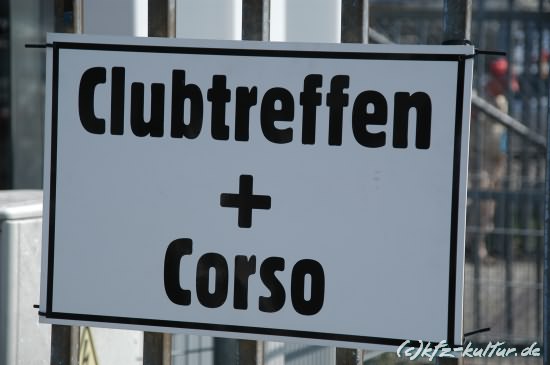 Clubtreffen
+
Corso
(c)kfz-kultur.de